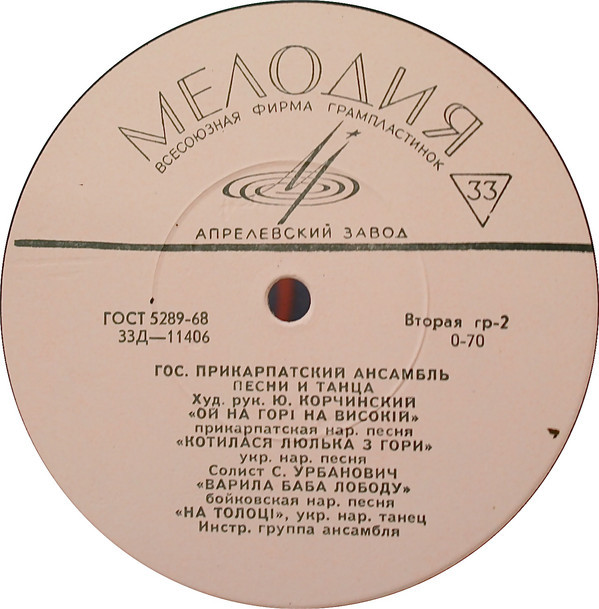 МЕЛОДИЯ
ВСЕСОЮЗНАЯ ФИРМА ГРАМПЛАСТИНОК
33
АПРЕЛЕВСКИЙ ЗАВОД
ГОСТ 5289-68
33Д—11406
Вторая гр-2
0-70
ГОС. ПРИКАРПАТСКИЙ АНСАМБЛЬ
ПЕСНИ И ТАНЦА
Худ. рук. Ю. КОРЧИНСКИЙ
«ОЙ НА ГОРІ НА ВИСОКІЙ»
прикарпатская нар. песня
«КОТИЛАСЯ ЛЮЛЬКА З ГОРИ»
укр. нар. песня
Солист С. УРБАНОВИЧ
«ВАРИЛА БАБА ЛОБОДУ»
бойковская нар. песня
«НА ТОЛОЦІ», укр. нар. танец
Инстр. группа ансамбля